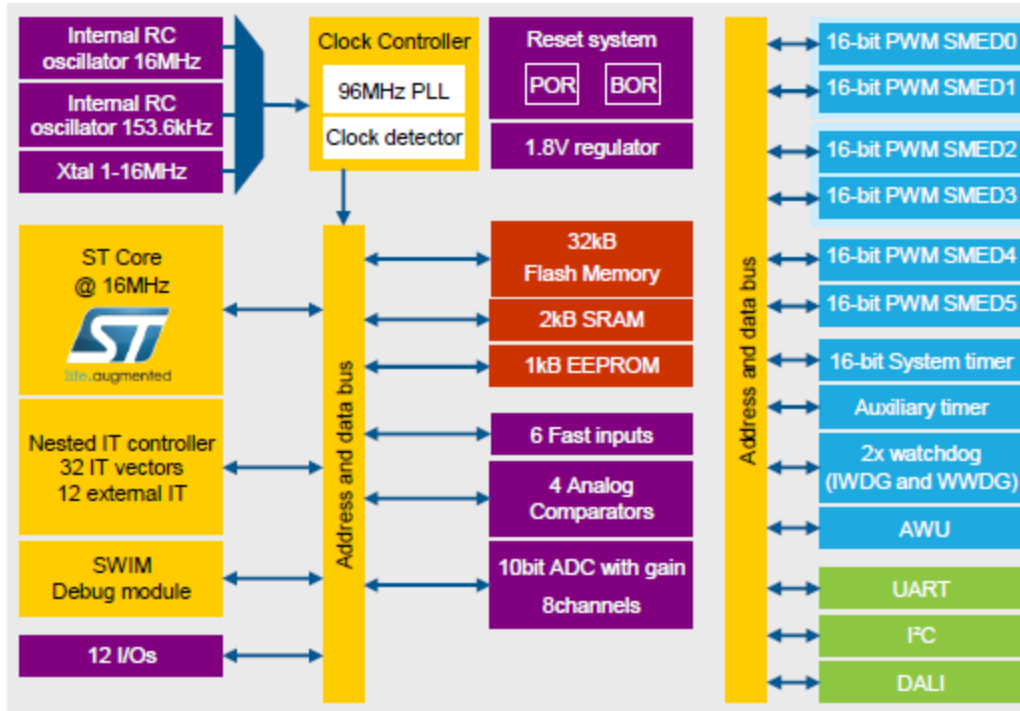 Internal RC
oscillator 16MHz
Internal RC
oscillator 153.6kHz
Xtal 1-16MHz
Clock Controller
96MHz PLL
Clock detector
Reset system
POR
BOR
1.8V regulator
ST Core
@ 16MHz
ST
life.augmented
Nested IT controller
32 IT vectors
12 external IT
SWIM
Debug module
12 I/Os
Address and data bus
32kB
Flash Memory
2kB SRAM
1kB EEPROM
6 Fast inputs
4 Analog
Comparators
10bit ADC with gain
8channels
Address and data bus
16-bit PWM SMED0
16-bit PWM SMED1
16-bit PWM SMED2
16-bit PWM SMED3
16-bit PWM SMED4
16-bit PWM SMED5
16-bit System timer
Auxiliary timer
2x watchdog
(IWDG and WWDG)
AWU
UART
I²C
DALI